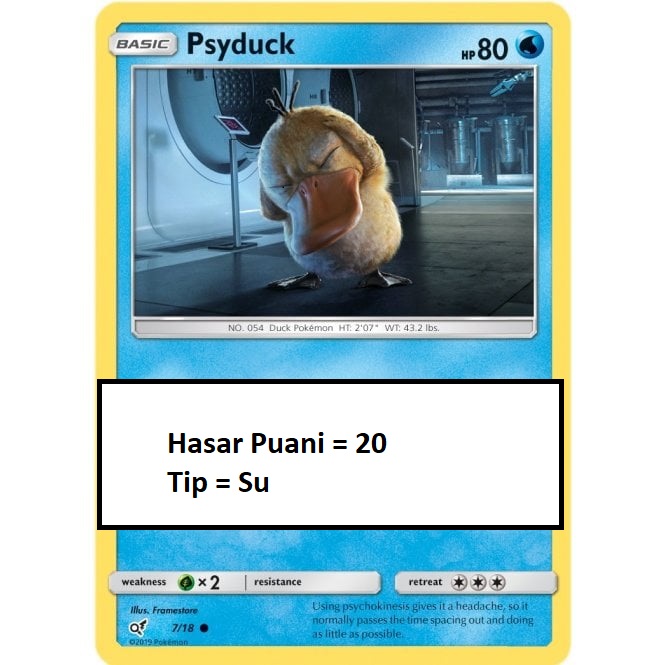 BASIC Psyduck HP 80
NO. 054 Duck Pokémon HT: 2'07" WT: 43.2 lbs.
Hasar Puani = 20
Tip = Su
weakness × 2 resistance retreat
Illus. Framestore
7/18
©2019 Pokémon
Using psychokinesis gives it a headache, so it
normally passes the time spacing out and doing
as little as possible.